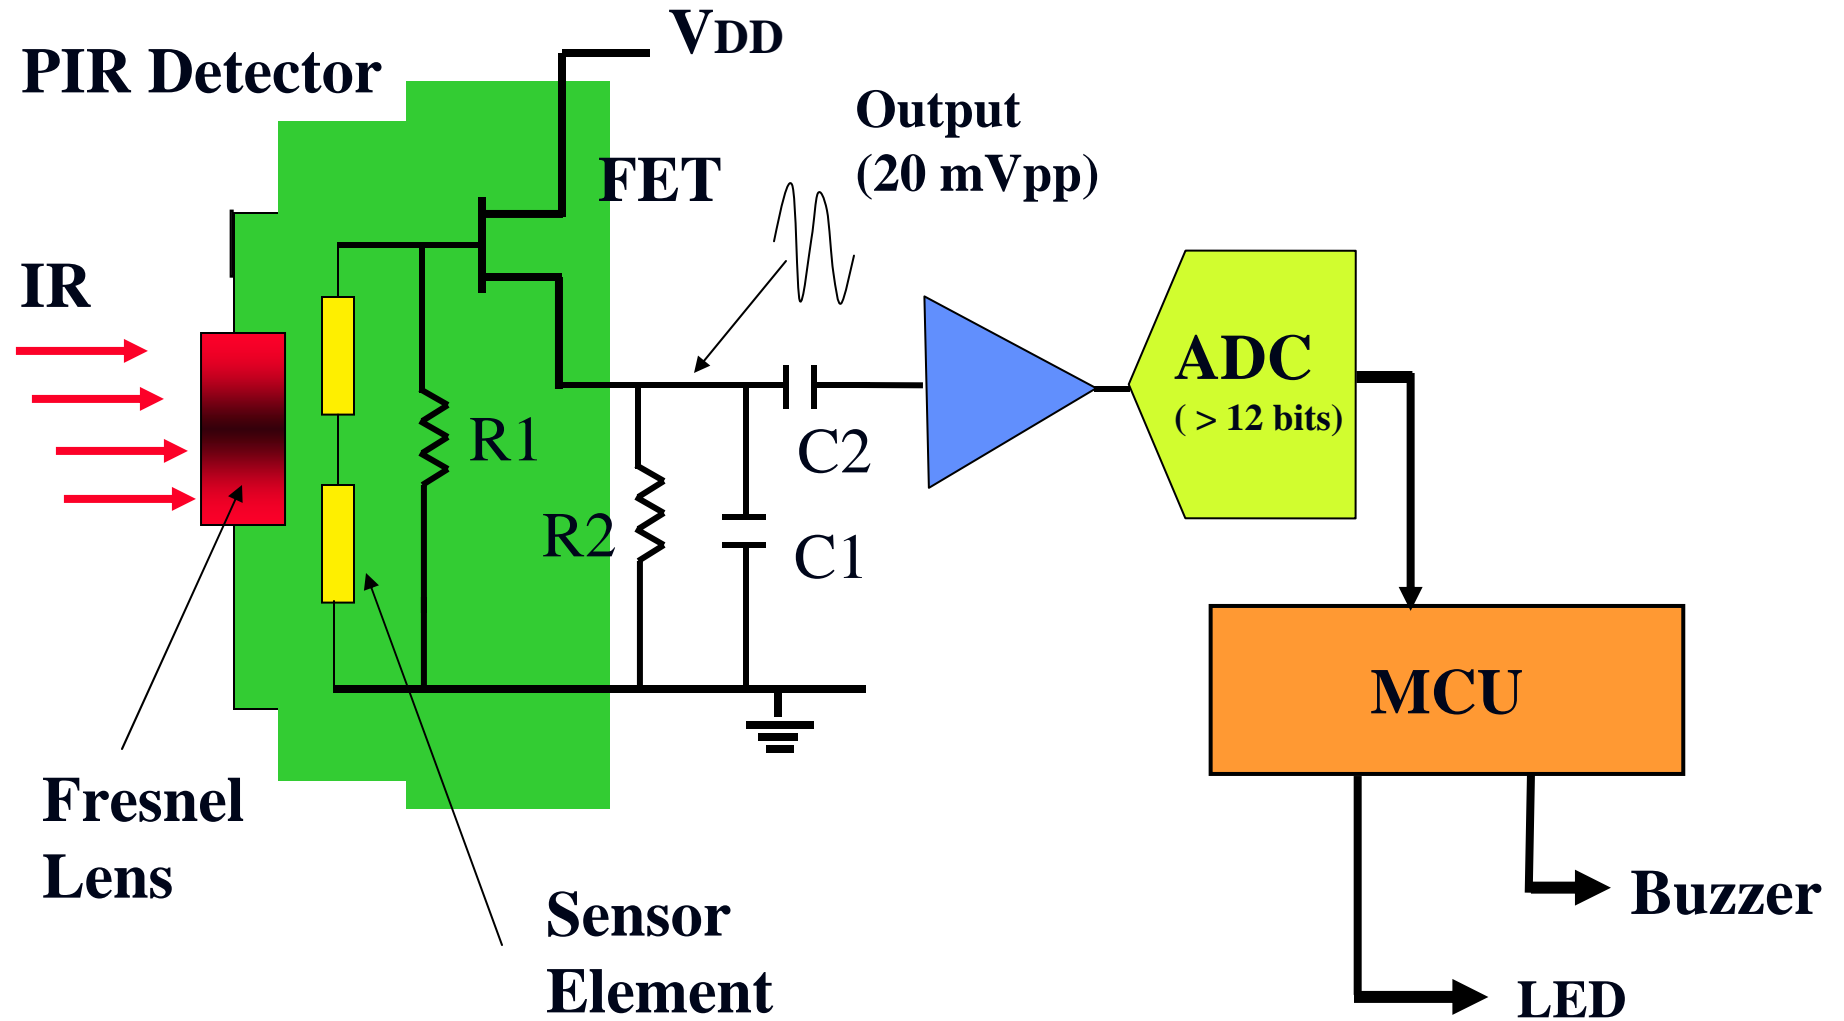 VDD
PIR Detector
Output
(20 mVpp)
FET
IR
ADC
( > 12 bits)
R1
C2
R2
C1
MCU
Fresnel
Lens
Buzzer
Sensor
Element
LED